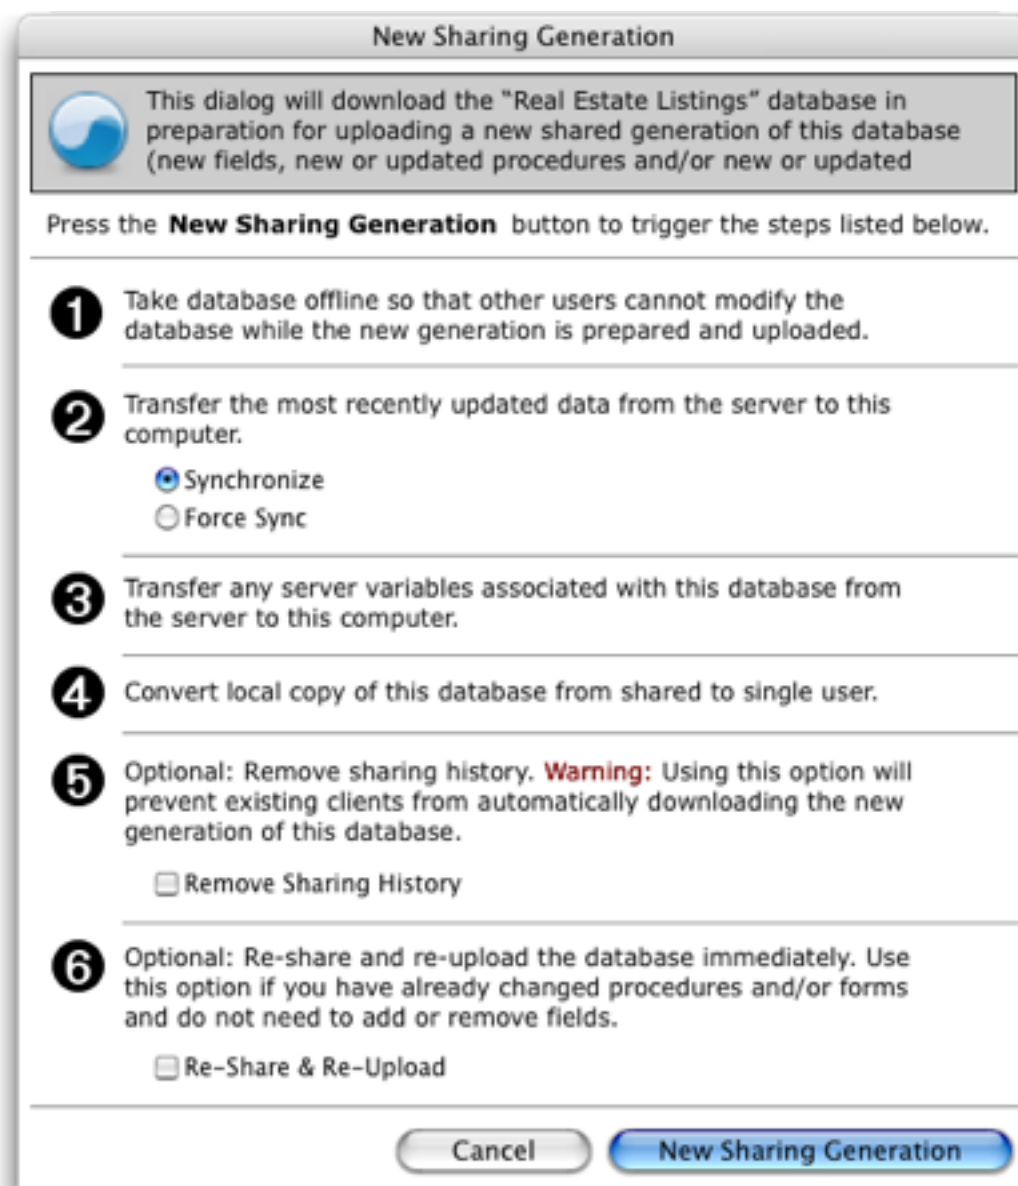 New Sharing Generation
This dialog will download the “Real Estate Listings” database in
preparation for uploading a new shared generation of this database
(new fields, new or updated procedures and/or new or updated
Press the New Sharing Generation button to trigger the steps listed below.
1 Take database offline so that other users cannot modify the
database while the new generation is prepared and uploaded.
2 Transfer the most recently updated data from the server to this
computer.
Synchronize
Force Sync
3 Transfer any server variables associated with this database from
the server to this computer.
4 Convert local copy of this database from shared to single user.
5 Optional: Remove sharing history. Warning: Using this option will
prevent existing clients from automatically downloading the new
generation of this database.
Remove Sharing History
6 Optional: Re-share and re-upload the database immediately. Use
this option if you have already changed procedures and/or forms
and do not need to add or remove fields.
Re-Share & Re-Upload
Cancel New Sharing Generation